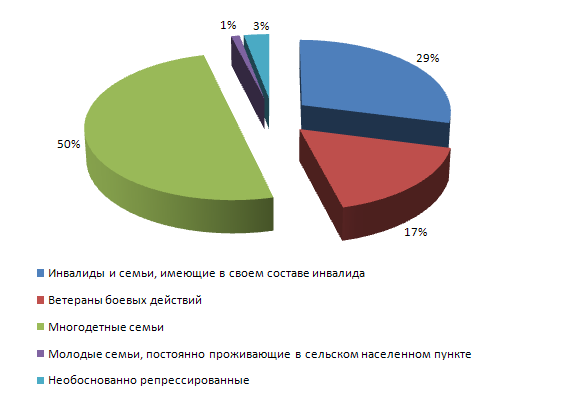 1%
3%
29%
50%
17%
Инвалиды и семьи, имеющие в своем составе инвалида
Ветераны боевых действий
Многодетные семьи
Молодые семьи, постоянно проживающие в сельском населенном пункте
Необоснованно репрессированные